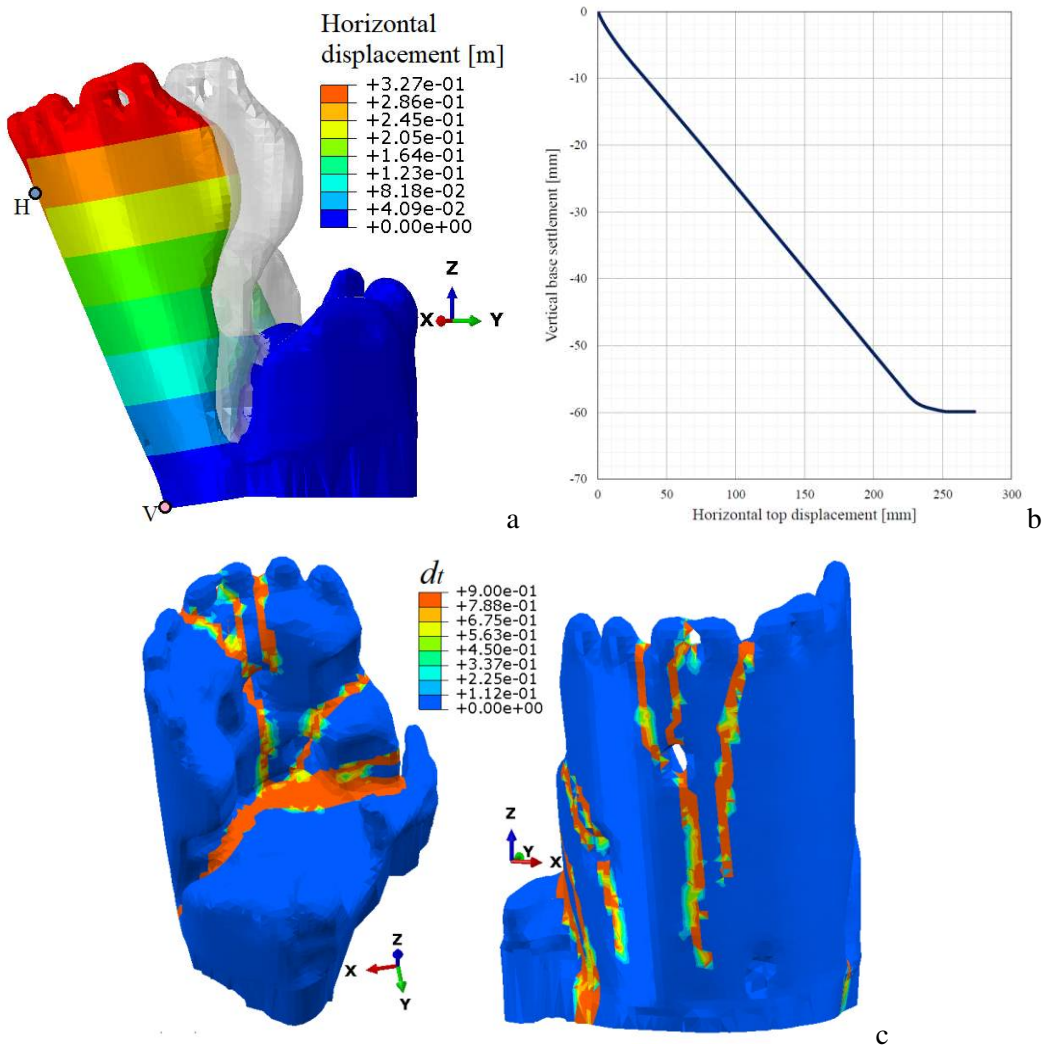 Horizontal
displacement [m]
+3.27e-01
+2.86e-01
+2.45e-01
+2.05e-01
+1.64e-01
+1.23e-01
+8.18e-02
+4.09e-02
+0.00e+00
H
V
Z
X
Y
a
Vertical base settlement [mm]
0
-10
-20
-30
-40
-50
-60
-70
0 50 100 150 200 250 300
Horizontal top displacement [mm]
b
dt
+9.00e-01
+7.88e-01
+6.75e-01
+5.63e-01
+4.50e-01
+3.37e-01
+2.25e-01
+1.12e-01
+0.00e+00
Z
X
Y
Z
Y
X
c